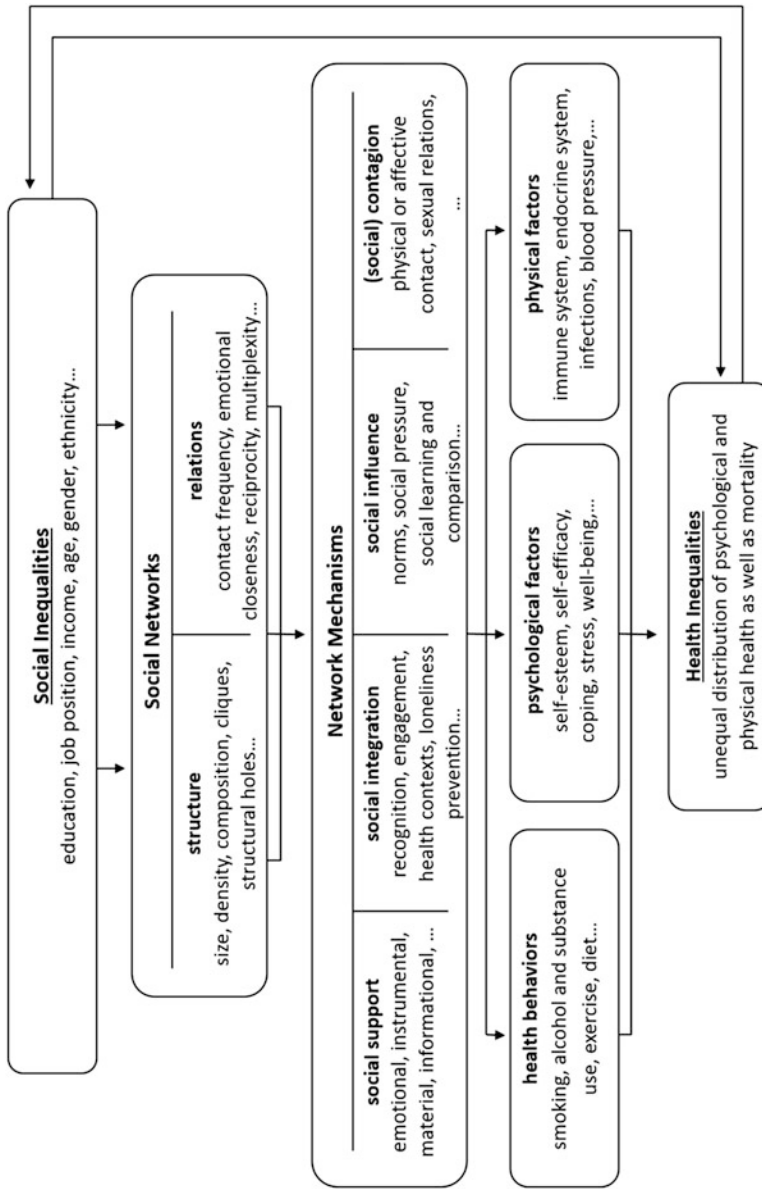 Social Inequalities
education, job position, income, age, gender, ethnicity...
Social Networks
structure
size, density, composition, cliques,
structural holes...
relations
contact frequency, emotional
closeness, reciprocity, multiplexity...
Network Mechanisms
social support
emotional, instrumental,
material, informational, ...
social integration
recognition, engagement,
health contexts, loneliness
prevention...
social influence
norms, social pressure,
social learning and
comparison...
(social) contagion
physical or affective
contact, sexual relations,
...
health behaviors
smoking, alcohol and substance
use, exercise, diet...
psychological factors
self-esteem, self-efficacy,
coping, stress, well-being,...
physical factors
immune system, endocrine system,
infections, blood pressure,...
Health Inequalities
unequal distribution of psychological and
physical health as well as mortality